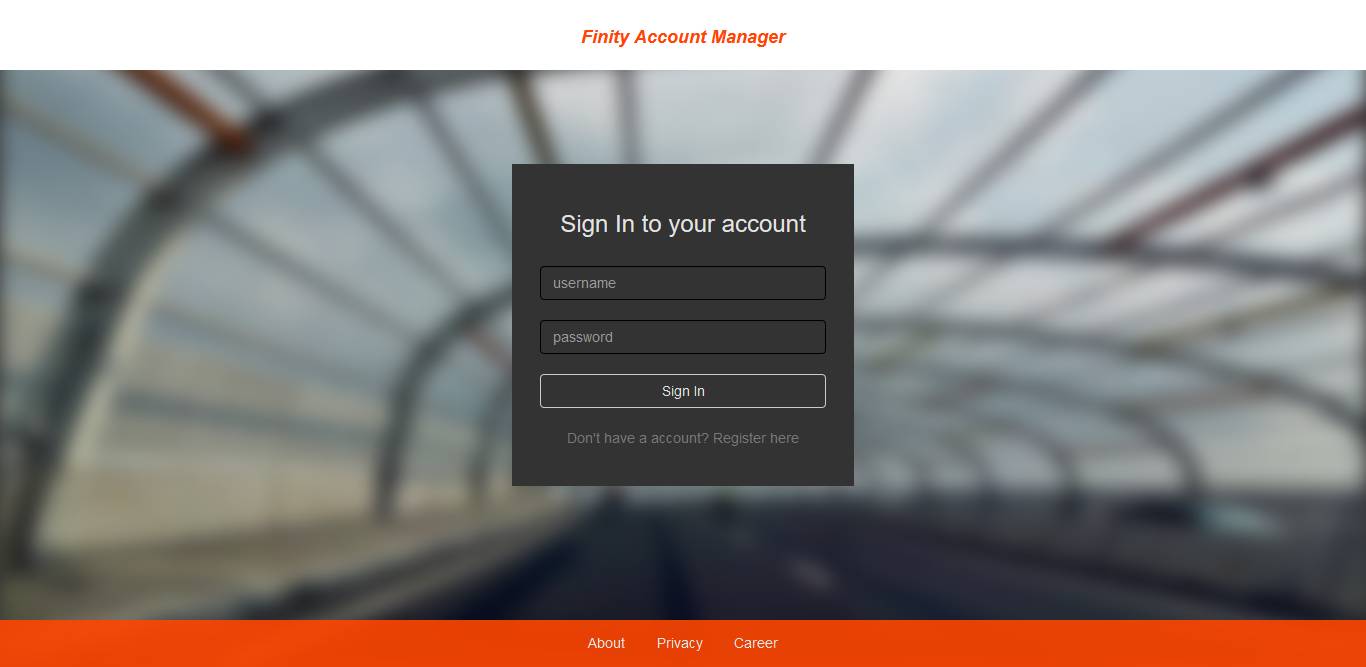 Finity Account Manager
Sign In to your account
username
password
Sign In
Don't have a account? Register here
About Privacy Career